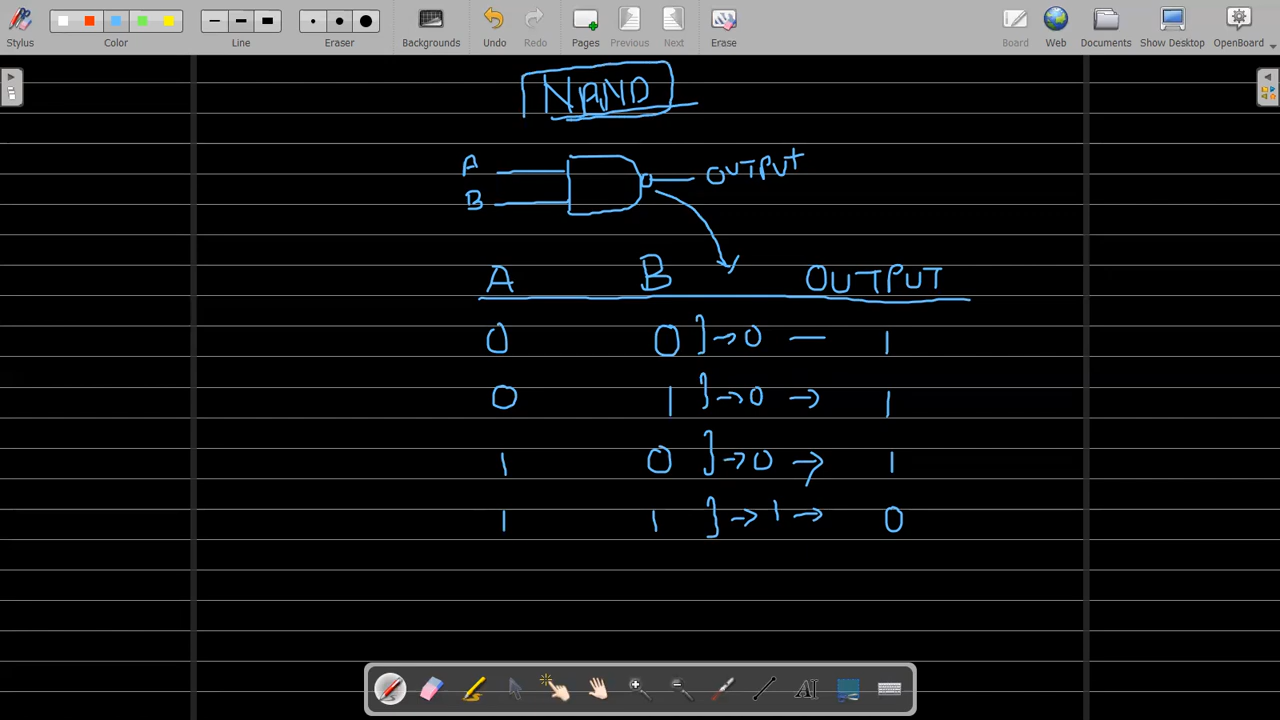 Stylus Color Line Eraser Backgrounds Undo Redo Pages Previous Next Erase Board Web Documents Show Desktop OpenBoard
NAND
A OUTPUT
B
A B OUTPUT
0 0 } → 0 — 1
0 1 } → 0 → 1
1 0 } → 0 → 1
1 1 } → 1 → 0
AI